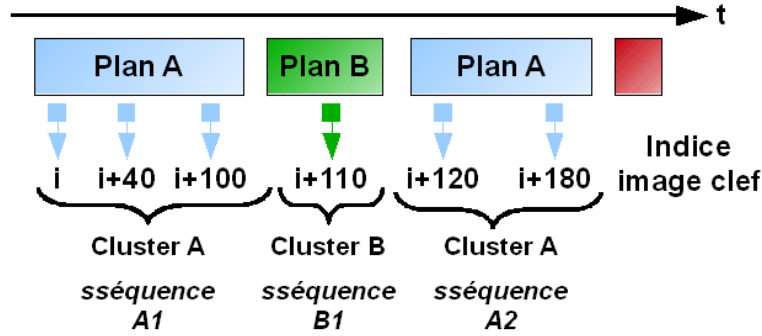 t
Plan A Plan B Plan A
i i+40 i+100 i+110 i+120 i+180
Indice
image clef
Cluster A Cluster B Cluster A
sséquence sséquence sséquence
A1 B1 A2